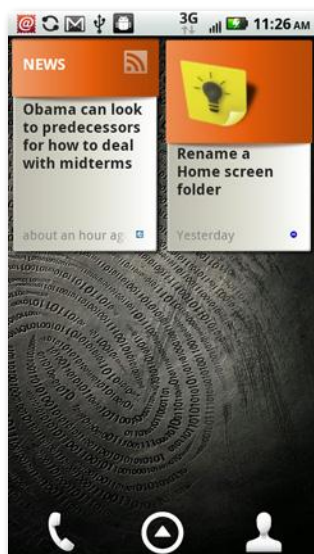 3G 11:26 AM
NEWS
Obama can look
to predecessors
for how to deal
with midterms
about an hour ag
Rename a
Home screen
folder
Yesterday